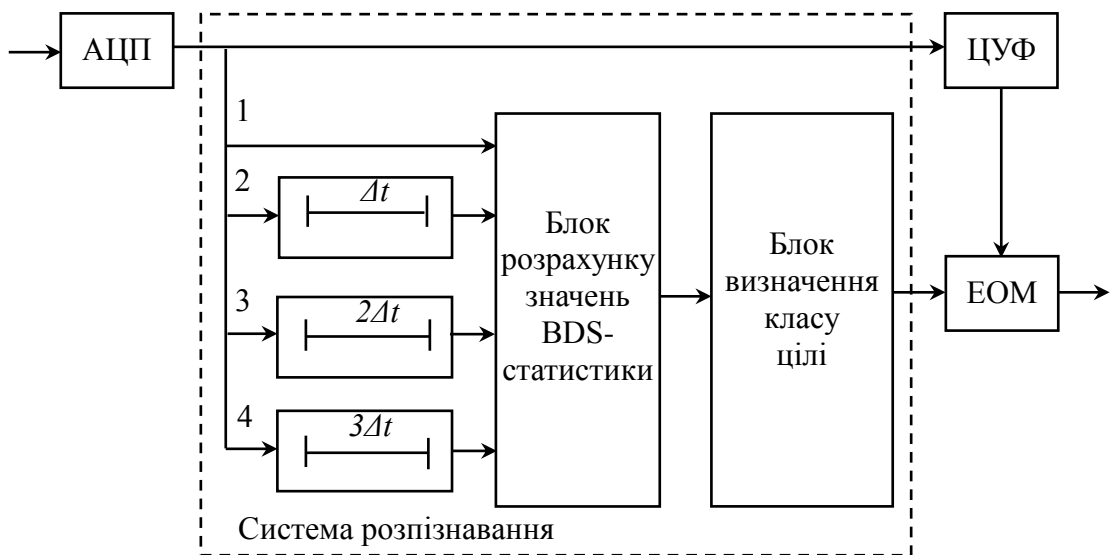 АЦП
ЦУФ
1
2
Δt
3
2Δt
4
3Δt
Блок
розрахунку
значень
BDS-
статистики
Блок
визначення
класу
цілі
ЕОМ
Система розпізнавання